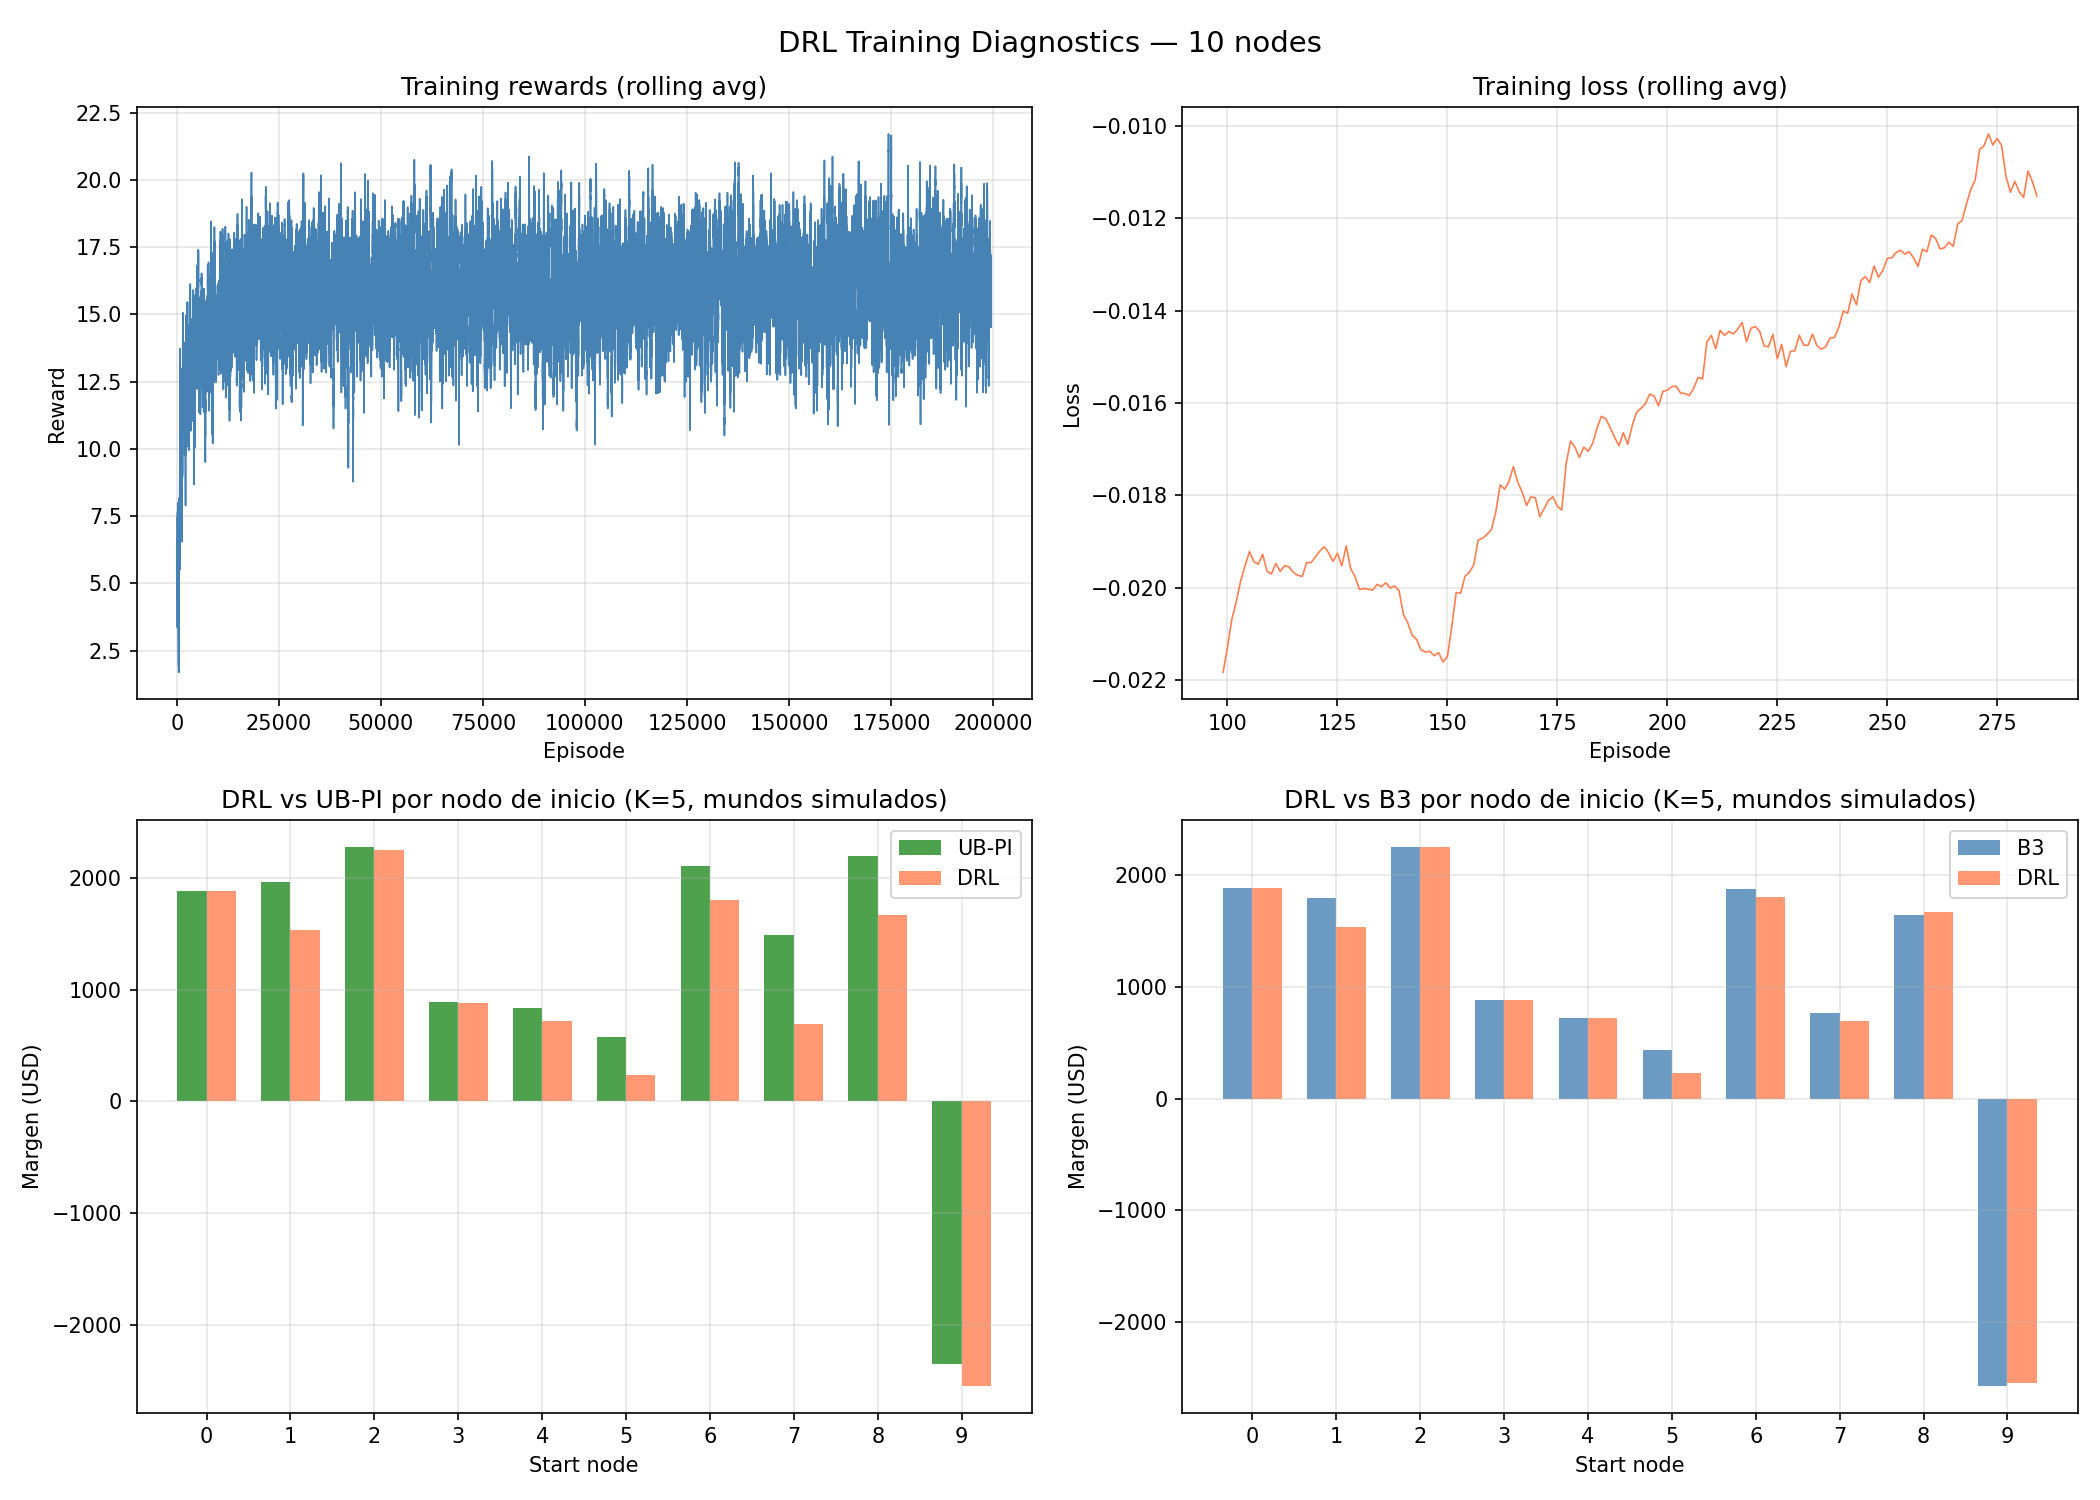 DRL Training Diagnostics — 10 nodes
Training rewards (rolling avg)
22.5
20.0
17.5
15.0
12.5
10.0
7.5
5.0
2.5
Reward
0 25000 50000 75000 100000 125000 150000 175000 200000
Episode
Training loss (rolling avg)
−0.010
−0.012
−0.014
−0.016
−0.018
−0.020
−0.022
Loss
100 125 150 175 200 225 250 275
Episode
DRL vs UB-PI por nodo de inicio (K=5, mundos simulados)
UB-PI
DRL
2000
1000
0
−1000
−2000
Margen (USD)
0 1 2 3 4 5 6 7 8 9
Start node
DRL vs B3 por nodo de inicio (K=5, mundos simulados)
B3
DRL
2000
1000
0
−1000
−2000
Margen (USD)
0 1 2 3 4 5 6 7 8 9
Start node